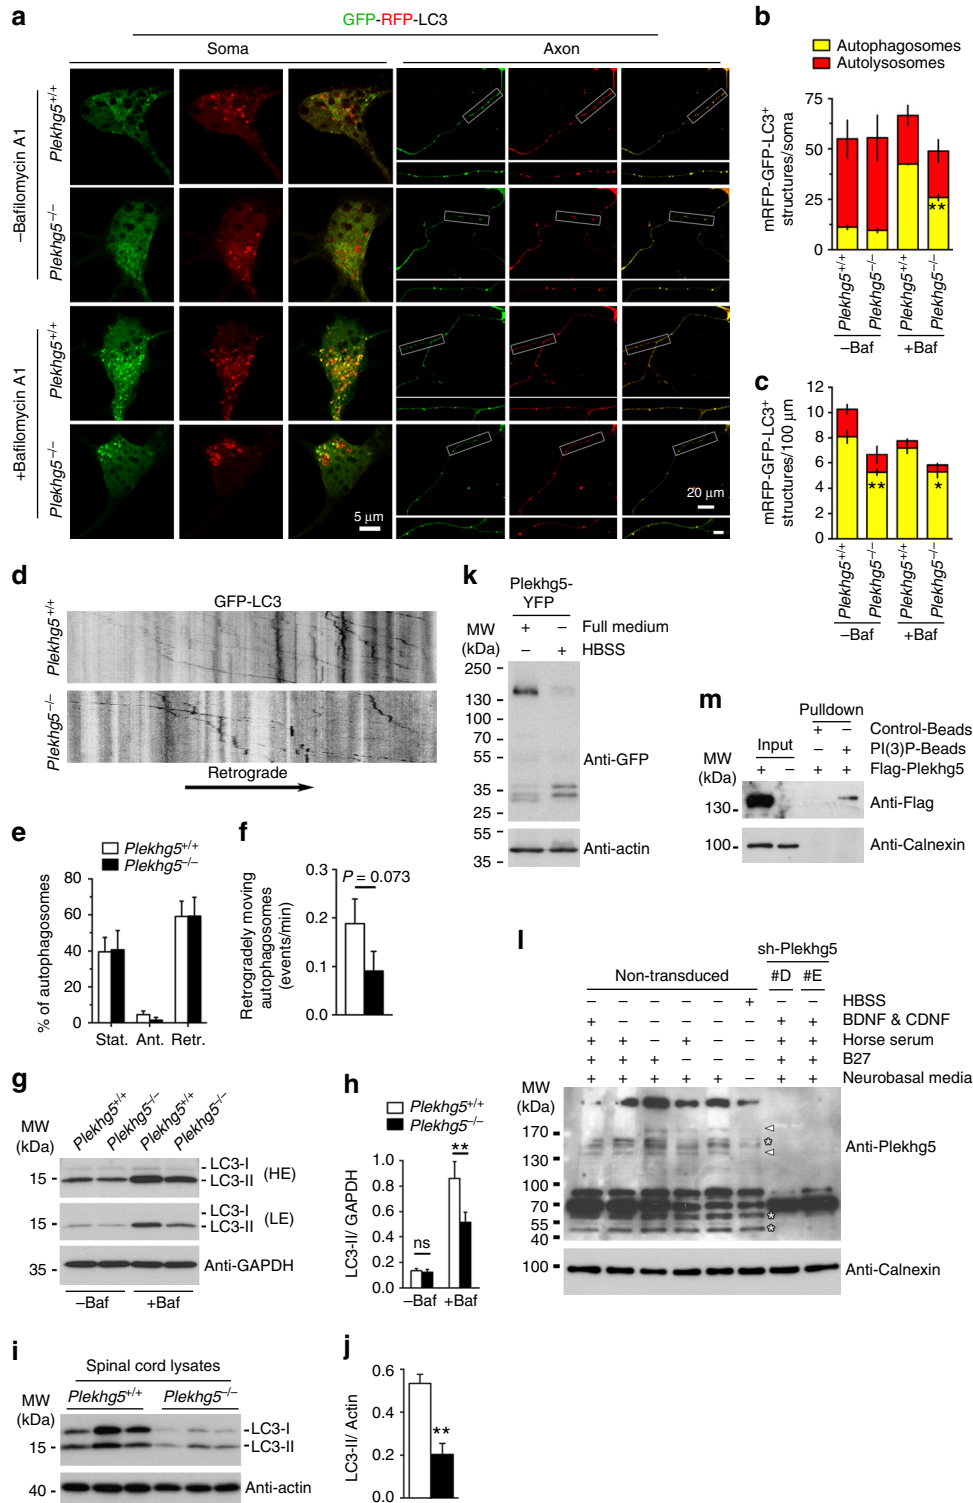 a
GFP-RFP-LC3
Soma
Axon
–Bafilomycin A1
+Bafilomycin A1
Plekhg5+/+
Plekhg5–/–
Plekhg5+/+
Plekhg5–/–
5 µm
20 µm
b
Autophagosomes
Autolysosomes
mRFP-GFP-LC3+
structures/soma
75
50
25
0
**
Plekhg5+/+
Plekhg5–/–
Plekhg5+/+
Plekhg5–/–
–Baf
+Baf
c
mRFP-GFP-LC3+
structures/100 µm
12
10
8
6
4
2
0
**
*
Plekhg5+/+
Plekhg5–/–
Plekhg5+/+
Plekhg5–/–
–Baf
+Baf
d
GFP-LC3
Plekhg5+/+
Plekhg5–/–
Retrograde
e
Plekhg5+/+
Plekhg5–/–
% of autophagosomes
80
60
40
20
0
Stat. Ant. Retr.
f
P = 0.073
Retrogradely moving
autophagosomes
(events/min)
0.3
0.2
0.1
0.0
g
Plekhg5+/+
Plekhg5–/–
Plekhg5+/+
Plekhg5–/–
MW
(kDa)
15
LC3-I
LC3-II
(HE)
15
LC3-I
LC3-II
(LE)
35
Anti-GAPDH
–Baf
+Baf
h
Plekhg5+/+
Plekhg5–/–
LC3-II/ GAPDH
1.0
0.8
0.6
0.4
0.2
0.0
ns
**
–Baf +Baf
i
Spinal cord lysates
Plekhg5+/+ Plekhg5–/–
MW
(kDa)
15
LC3-I
LC3-II
40
Anti-actin
j
LC3-II/ Actin
0.6
0.4
0.2
0
**
k
Plekhg5-
YFP
MW
(kDa)
+ – Full medium
– + HBSS
250
130
100
70
55
35
25
Anti-GFP
55
35
Anti-actin
l
sh-Plekhg5
Non-transduced
#D #E
– – – – – + – – HBSS
+ – – – – – + + BDNF & CDNF
+ + – + – – + + Horse serum
+ + + – – – + + B27
+ + + + + – + + Neurobasal media
MW
(kDa)
170
130
100
70
55
40
*
*
*
Anti-Plekhg5
100
Anti-Calnexin
m
Pulldown
+ – Control-Beads
Input
– + PI(3)P-Beads
MW
(kDa)
+ – + + Flag-Plekhg5
130
Anti-Flag
100
Anti-Calnexin